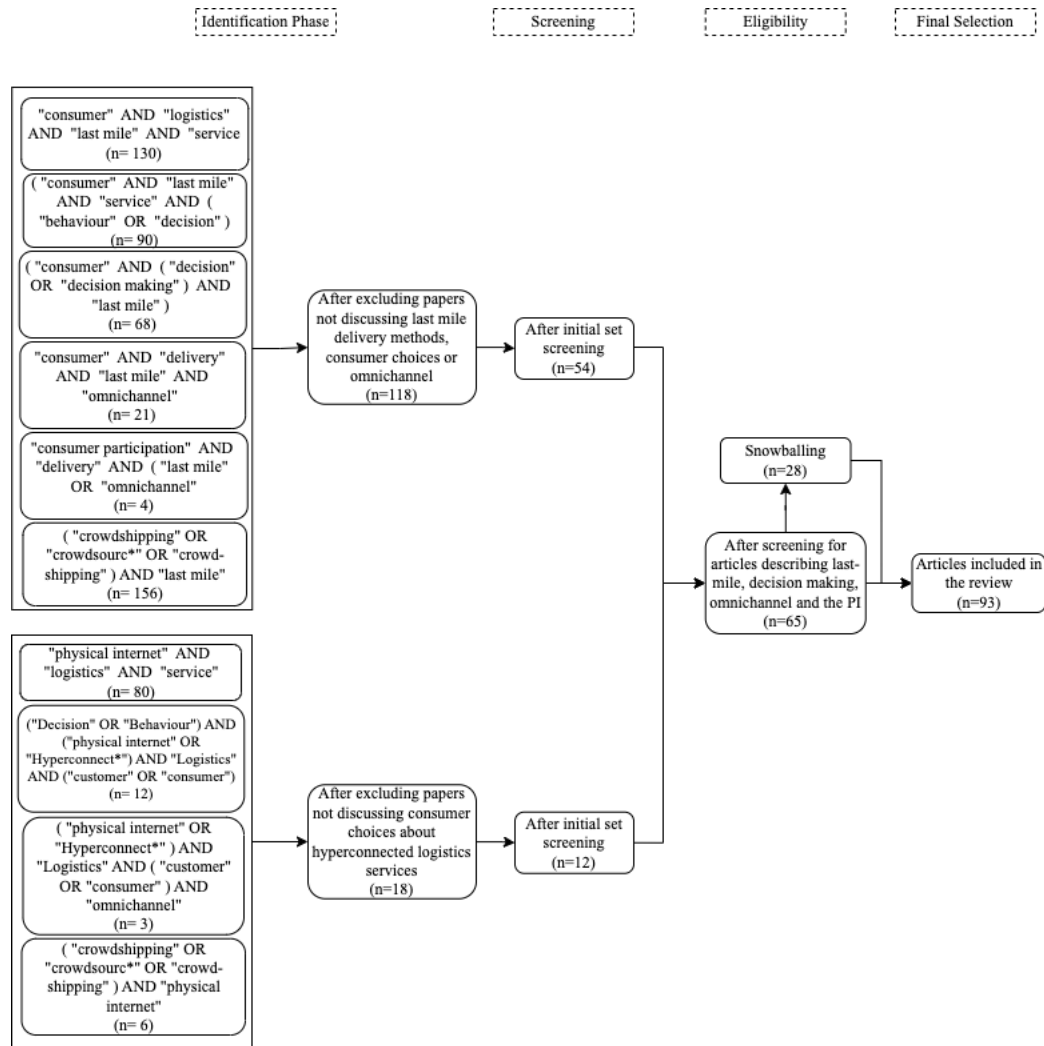 Identification Phase
Screening
Eligibility
Final Selection
"consumer" AND "logistics"
AND "last mile" AND "service
(n= 130)
( "consumer" AND "last mile"
AND "service" AND (
"behaviour" OR "decision" )
(n= 90)
( "consumer" AND ( "decision"
OR "decision making" ) AND
"last mile" )
(n= 68)
"consumer" AND "delivery"
AND "last mile" AND
"omnichannel"
(n= 21)
"consumer participation" AND
"delivery" AND ( "last mile"
OR "omnichannel"
(n= 4)
( "crowdshipping" OR
"crowdsourc*" OR "crowd-
shipping" ) AND "last mile"
(n= 156)
After excluding papers
not discussing last mile
delivery methods,
consumer choices or
omnichannel
(n=118)
After initial set
screening
(n=54)
"physical internet" AND
"logistics" AND "service"
(n= 80)
("Decision" OR "Behaviour") AND
("physical internet" OR
"Hyperconnect*") AND "Logistics"
AND ("customer" OR "consumer")
(n= 12)
( "physical internet" OR
"Hyperconnect*" ) AND
"Logistics" AND ( "customer"
OR "consumer" ) AND
"omnichannel"
(n= 3)
( "crowdshipping" OR
"crowdsourc*" OR "crowd-
shipping" ) AND "physical
internet"
(n= 6)
After excluding papers
not discussing consumer
choices about
hyperconnected logistics
services
(n=18)
After initial set
screening
(n=12)
Snowballing
(n=28)
After screening for
articles describing last-
mile, decision making,
omnichannel and the PI
(n=65)
Articles included in
the review
(n=93)